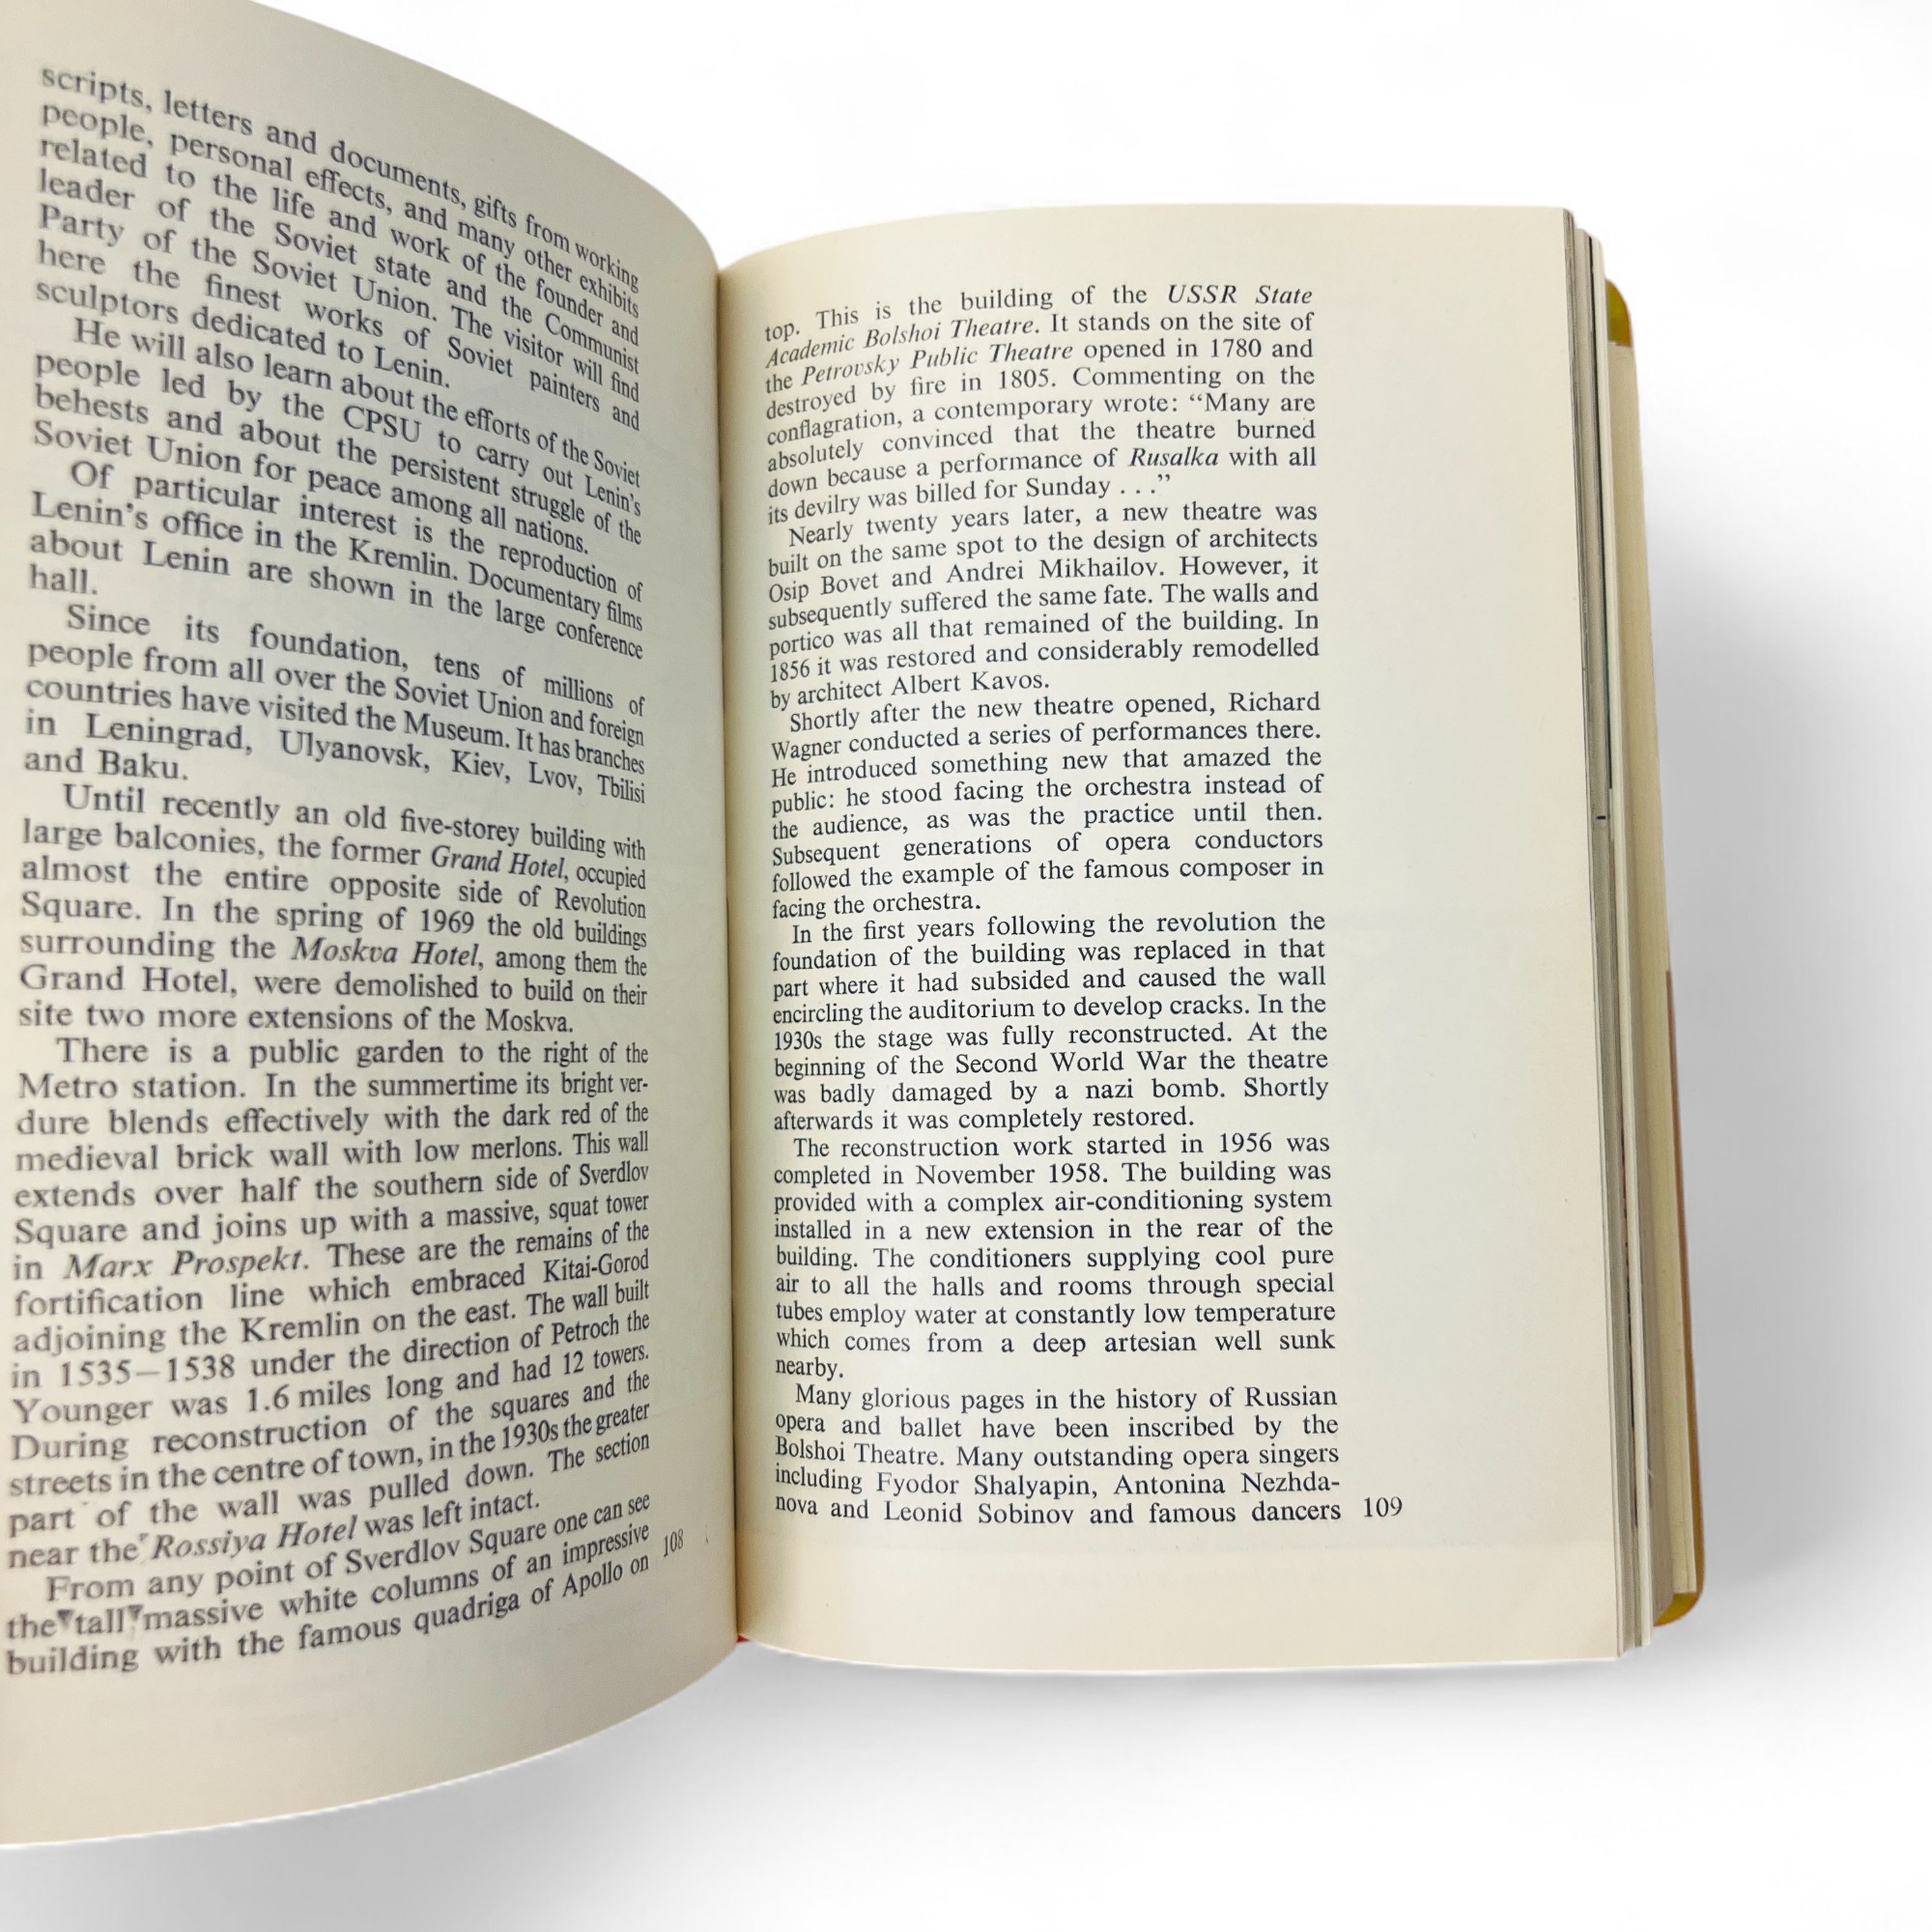 scripts, letters and documents, gifts from working
people, personal effects, and many other exhibits
related to the life and work of the founder and
leader of the Soviet state and the Communist
Party of the Soviet Union. The visitor will find
here the finest works of Soviet painters and
sculptors dedicated to Lenin.
He will also learn about the efforts of the Soviet
people led by the CPSU to carry out Lenin's
behests and about the persistent struggle of the
Soviet Union for peace among all nations.
Of particular interest is the reproduction of
Lenin's office in the Kremlin. Documentary films
about Lenin are shown in the large conference
hall.
Since its foundation, tens of millions of
people from all over the Soviet Union and foreign
countries have visited the Museum. It has branches
in Leningrad, Ulyanovsk, Kiev, Lvov, Tbilisi
and Baku.
Until recently an old five-storey building with
large balconies, the former Grand Hotel, occupied
almost the entire opposite side of Revolution
Square. In the spring of 1969 the old buildings
surrounding the Moskva Hotel, among them the
Grand Hotel, were demolished to build on their
site two more extensions of the Moskva.
There is a public garden to the right of the
Metro station. In the summertime its bright ver-
dure blends effectively with the dark red of the
medieval brick wall with low merlons. This wall
extends over half the southern side of Sverdlov
Square and joins up with a massive, squat tower
in Marx Prospekt. These are the remains of the
fortification line which embraced Kitai-Gorod
adjoining the Kremlin on the east. The wall built
in 1535—1538 under the direction of Petroch the
Younger was 1.6 miles long and had 12 towers.
During reconstruction of the squares and the
streets in the centre of town, in the 1930s the greater
part of the wall was pulled down. The section
near the Rossiya Hotel was left intact.
From any point of Sverdlov Square one can see
the tall massive white columns of an impressive
building with the famous quadriga of Apollo on 108
top. This is the building of the USSR State
Academic Bolshoi Theatre. It stands on the site of
the Petrovsky Public Theatre opened in 1780 and
destroyed by fire in 1805. Commenting on the
conflagration, a contemporary wrote: “Many are
absolutely convinced that the theatre burned
down because a performance of Rusalka with all
its devilry was billed for Sunday . . .”
Nearly twenty years later, a new theatre was
built on the same spot to the design of architects
Osip Bovet and Andrei Mikhailov. However, it
subsequently suffered the same fate. The walls and
portico was all that remained of the building. In
1856 it was restored and considerably remodelled
by architect Albert Kavos.
Shortly after the new theatre opened, Richard
Wagner conducted a series of performances there.
He introduced something new that amazed the
public: he stood facing the orchestra instead of
the audience, as was the practice until then.
Subsequent generations of opera conductors
followed the example of the famous composer in
facing the orchestra.
In the first years following the revolution the
foundation of the building was replaced in that
part where it had subsided and caused the wall
encircling the auditorium to develop cracks. In the
1930s the stage was fully reconstructed. At the
beginning of the Second World War the theatre
was badly damaged by a nazi bomb. Shortly
afterwards it was completely restored.
The reconstruction work started in 1956 was
completed in November 1958. The building was
provided with a complex air-conditioning system
installed in a new extension in the rear of the
building. The conditioners supplying cool pure
air to all the halls and rooms through special
tubes employ water at constantly low temperature
which comes from a deep artesian well sunk
nearby.
Many glorious pages in the history of Russian
opera and ballet have been inscribed by the
Bolshoi Theatre. Many outstanding opera singers
including Fyodor Shalyapin, Antonina Nezhda-
nova and Leonid Sobinov and famous dancers 109